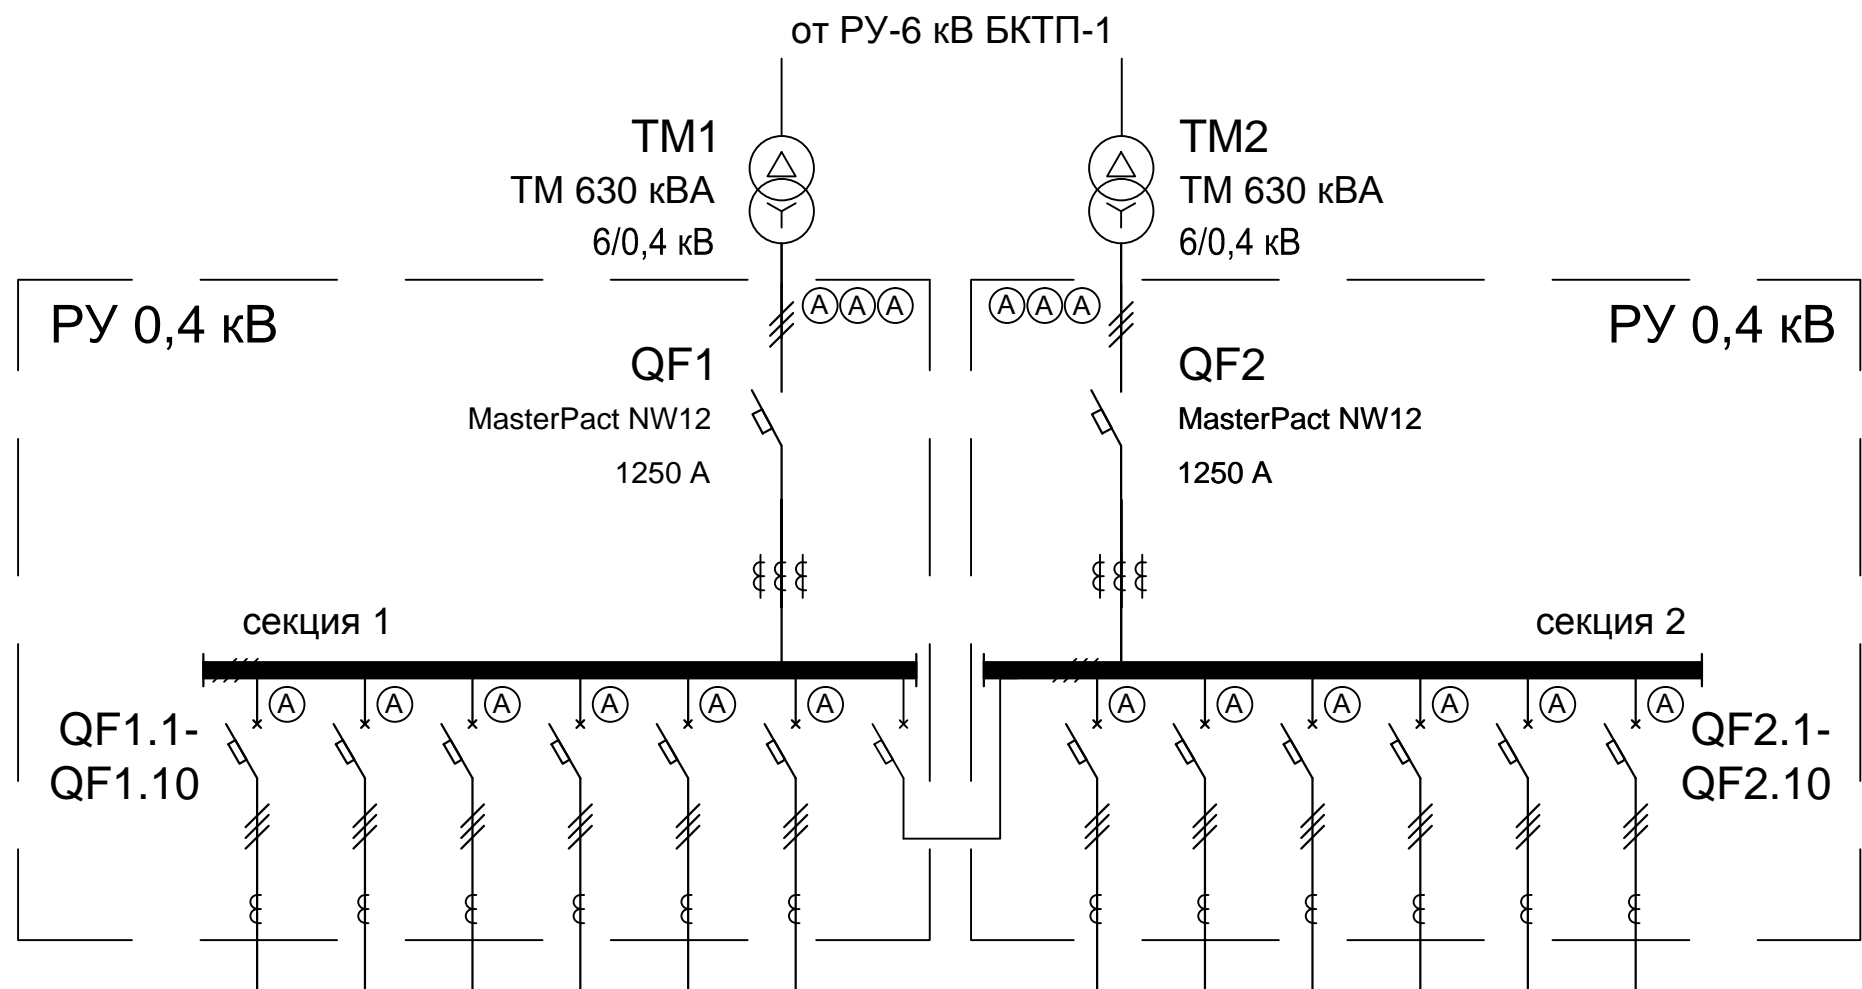 от РУ-6 кВ БКТП-1
ТМ1
ТМ 630 кВА
6/0,4 кВ
ТМ2
ТМ 630 кВА
6/0,4 кВ
РУ 0,4 кВ
A A A
A A A
РУ 0,4 кВ
QF1
MasterPact NW12
1250 А
QF2
MasterPact NW12
1250 А
секция 1
секция 2
A A A A A A
A A A A A A
QF1.1-
QF1.10
QF2.1-
QF2.10